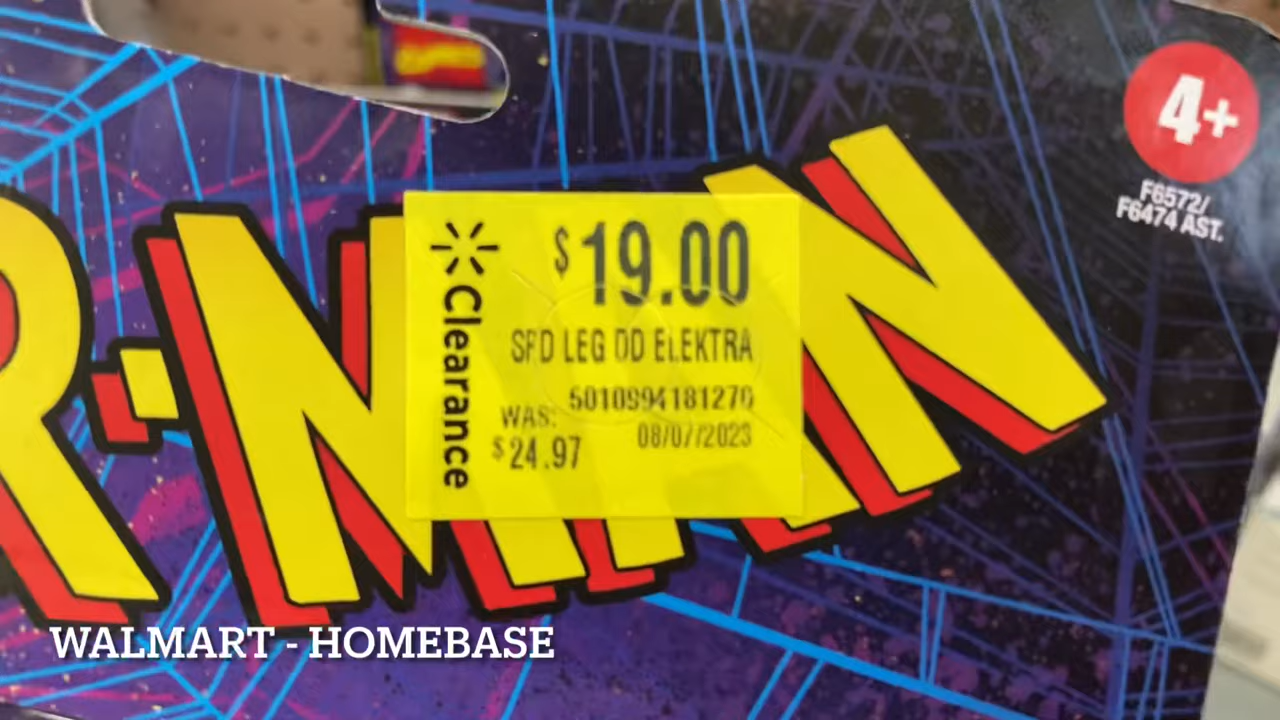 4+
F6572/
F6474 AST.
R-MAN
$19.00
Clearance
SPD LEG DD ELEKTRA
5010994181270
WAS:
$24.97
08/07/2023
WALMART - HOMEBASE